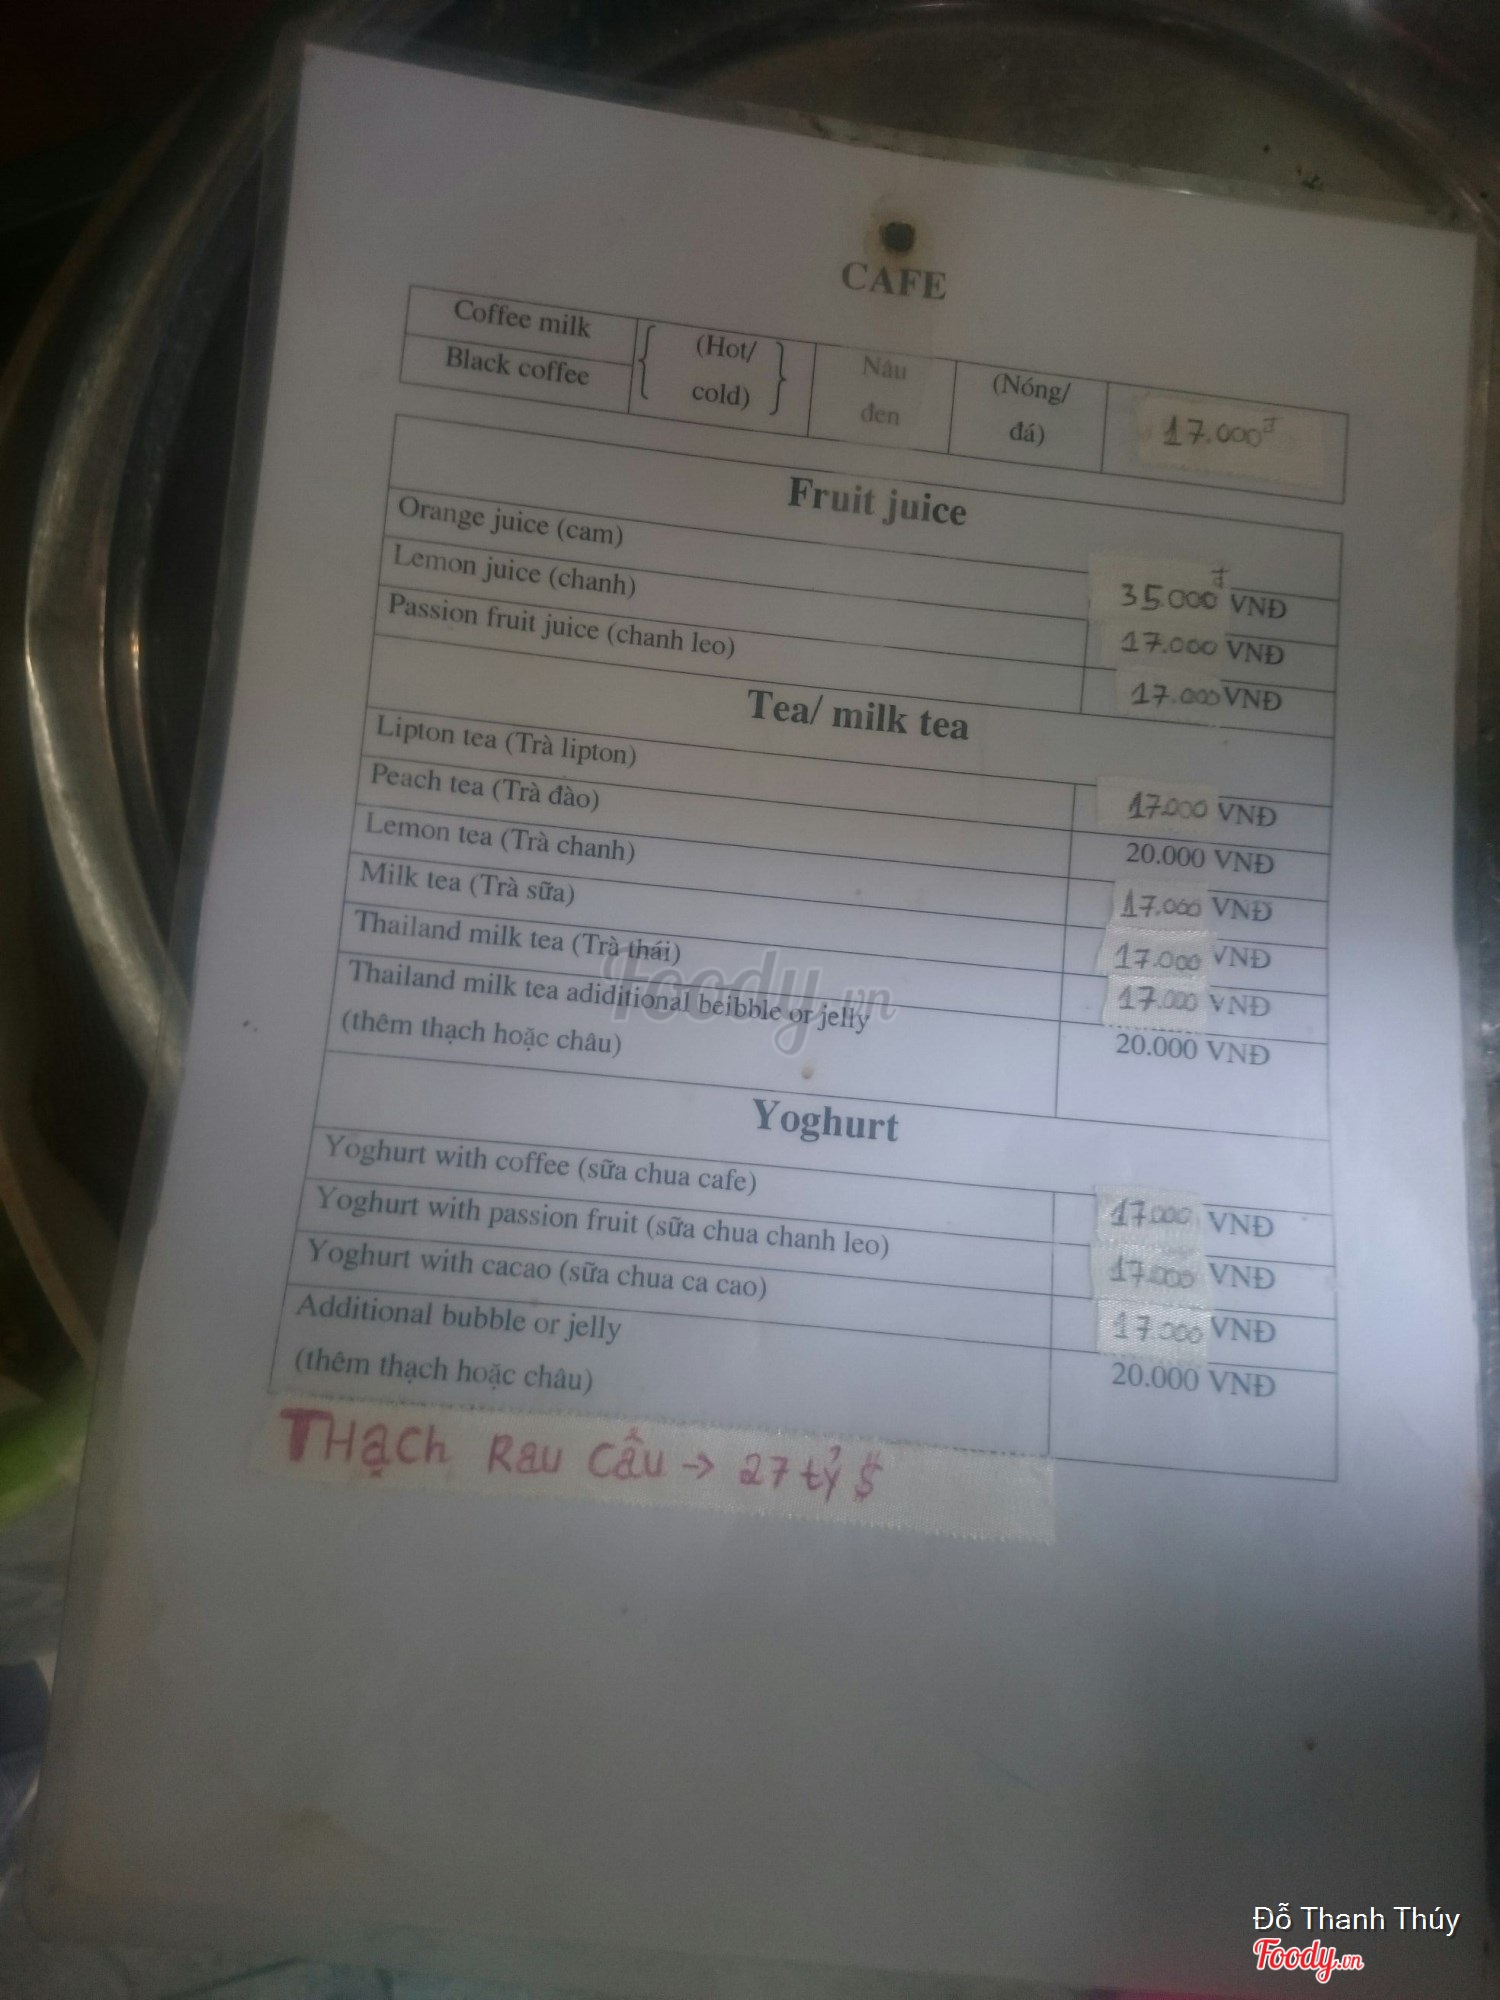 CAFE
Coffee milk
Black coffee
(Hot/
cold)
Nâu
đen
(Nóng/
đá)
17.000đ
Fruit juice
Orange juice (cam) 35.000đ VNĐ
Lemon juice (chanh) 17.000 VNĐ
Passion fruit juice (chanh leo) 17.000 VNĐ
Tea/ milk tea
Lipton tea (Trà lipton) 17.000 VNĐ
Peach tea (Trà đào) 20.000 VNĐ
Lemon tea (Trà chanh) 17.000 VNĐ
Milk tea (Trà sữa) 17.000 VNĐ
Thailand milk tea (Trà thái) 17.000 VNĐ
Thailand milk tea adiditional beibble or jelly 20.000 VNĐ
(thêm thạch hoặc châu)
Yoghurt
Yoghurt with coffee (sữa chua cafe) 17.000 VNĐ
Yoghurt with passion fruit (sữa chua chanh leo) 17.000 VNĐ
Yoghurt with cacao (sữa chua ca cao) 17.000 VNĐ
Additional bubble or jelly 20.000 VNĐ
(thêm thạch hoặc châu)
THạch Rau Câu → 27 tỷ $
Foody.vn
Đỗ Thanh Thúy
Foody.vn